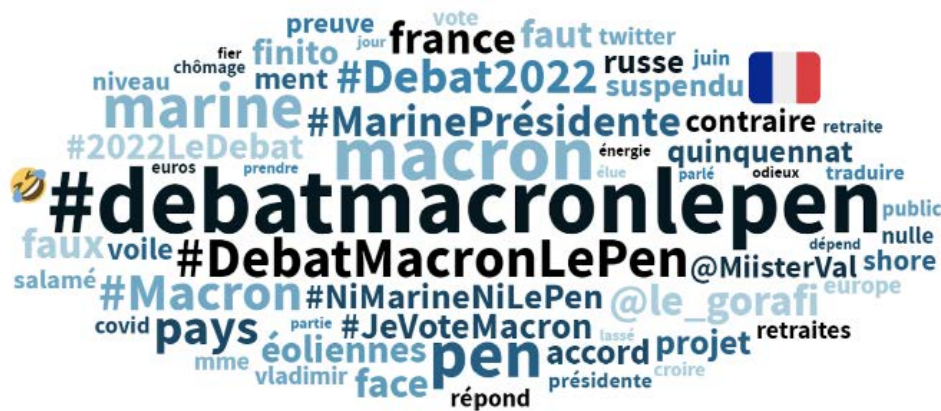 preuve vote
fier jour france faut twitter
chômage finito russe juin
niveau ment #Debat2022 suspendu
marine #MarinePrésidente contraire retraite
#2022LeDebat macron énergie quinquennat
euros prendre élue parlé odieux traduire
🤣 #debatmacronlepen public
faux voile #DebatMacronLePen dépend nulle
salamé @MiisterVal shore
#Macron #NiMarineNiLePen @le_gorafi europe
covid pays partie #JeVoteMacron lassé retraites
mme éoliennes pen accord projet
vladimir face présidente croire
répond